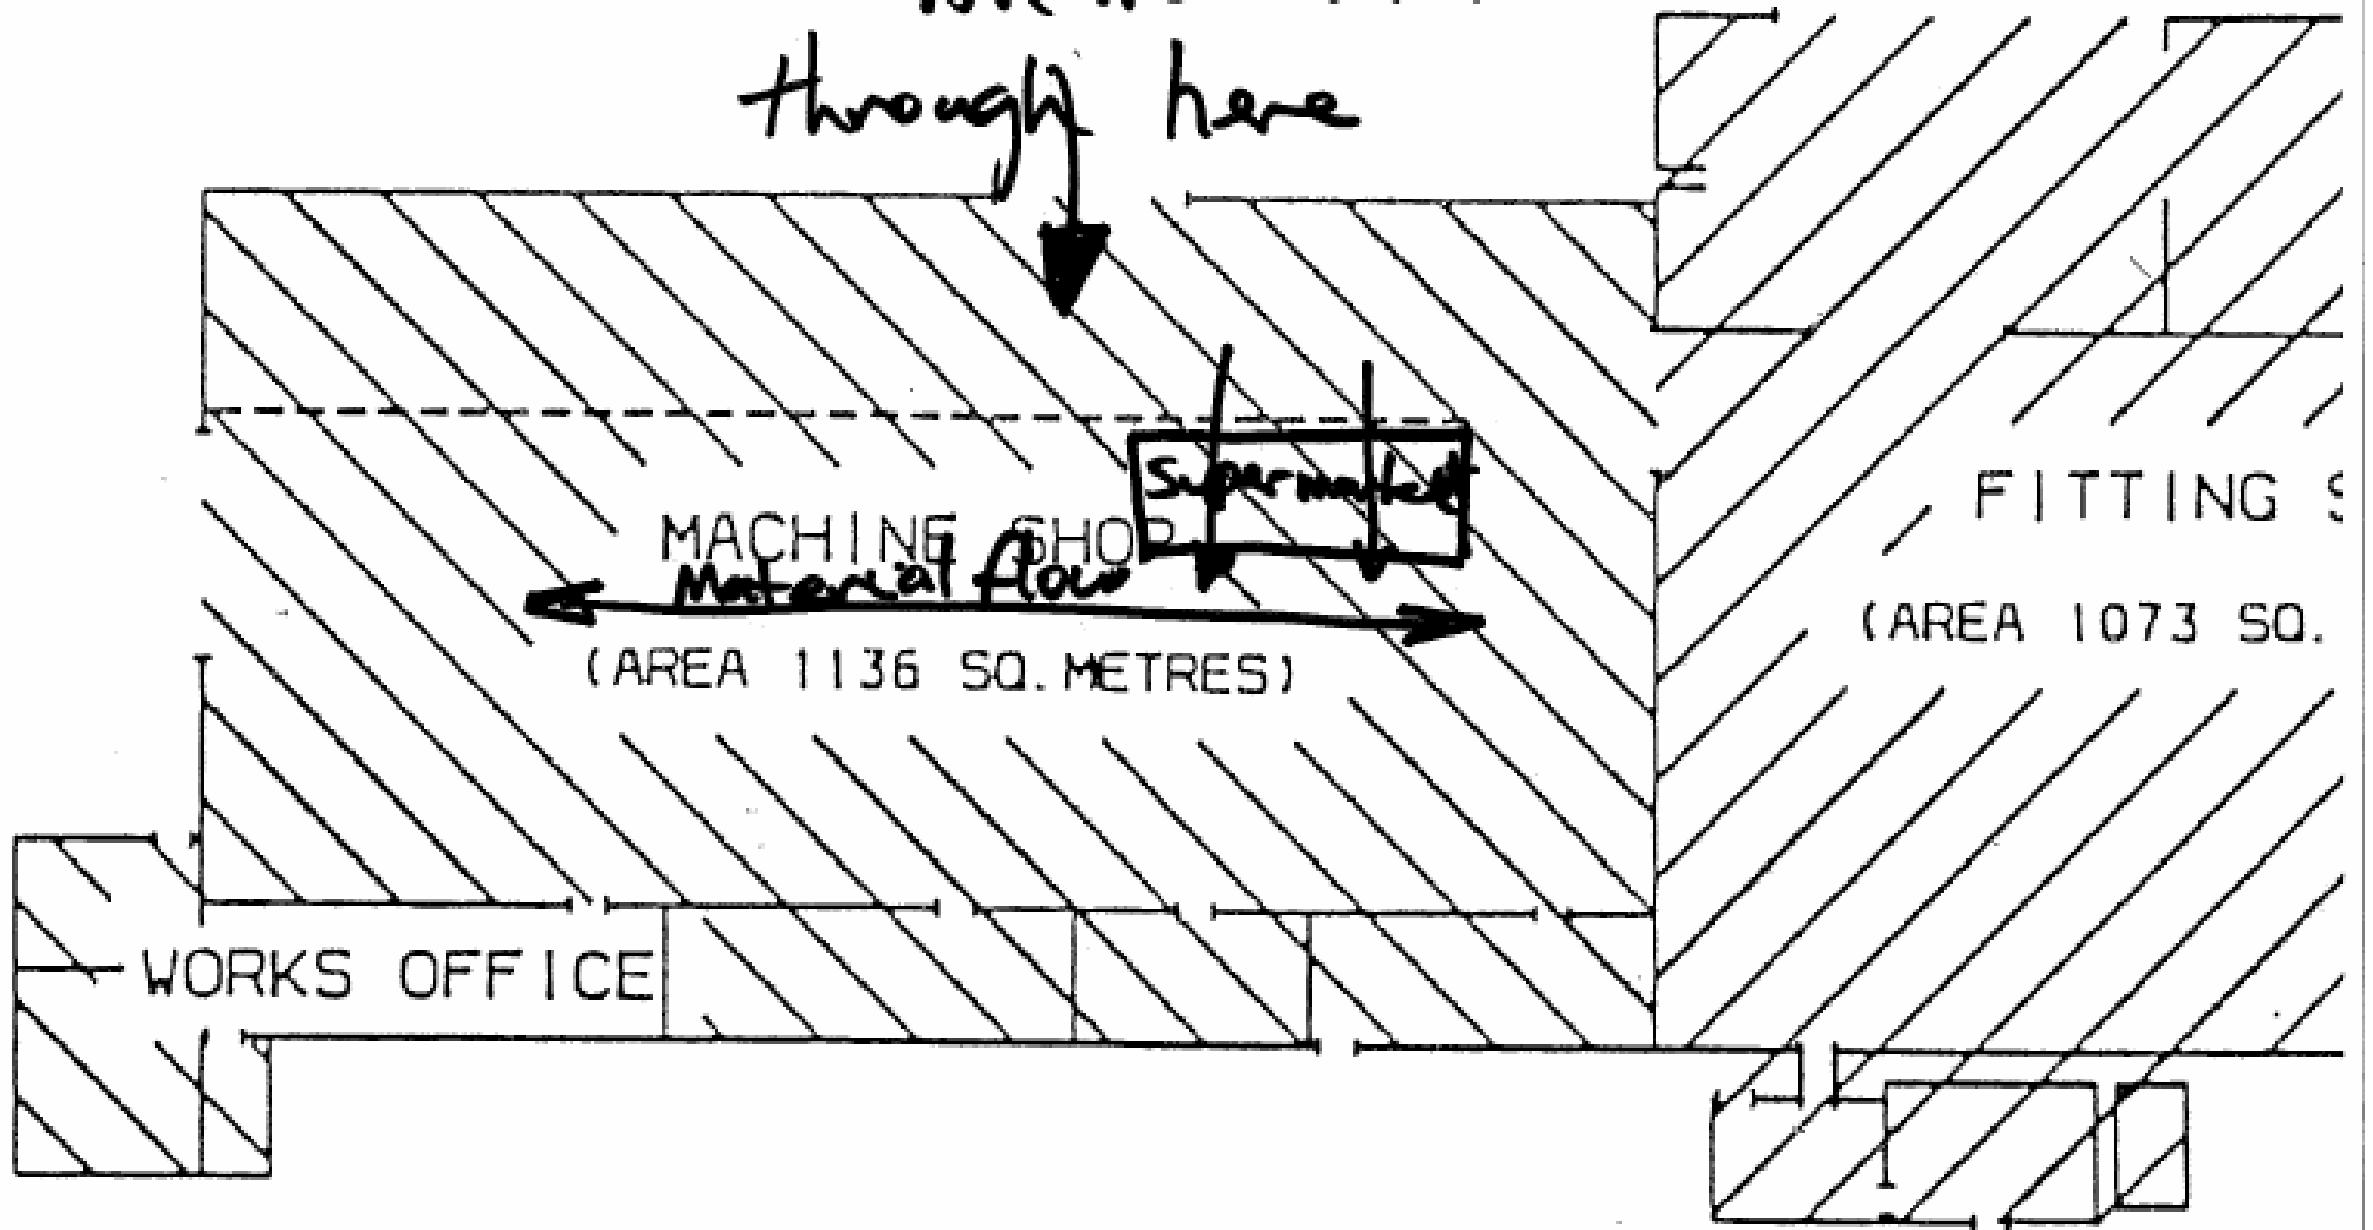 through here
Supermarket
MACHINE SHOP
Material flow
(AREA 1136 SQ.METRES)
FITTING
(AREA 1073 SQ.
WORKS OFFICE